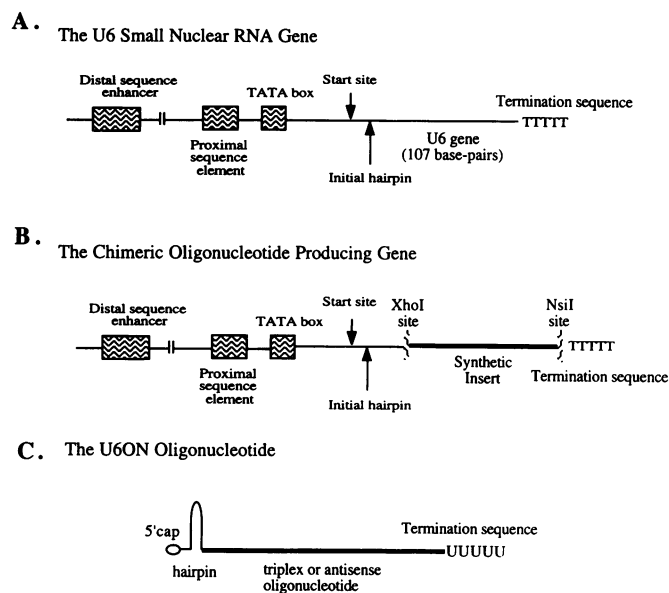 A. The U6 Small Nuclear RNA Gene
Distal sequence
enhancer
TATA box
Start site
Termination sequence
TTTTT
Proximal
sequence
element
U6 gene
(107 base-pairs)
Initial hairpin
B. The Chimeric Oligonucleotide Producing Gene
Distal sequence
enhancer
TATA box
Start site
XhoI
site
NsiI
site
TTTTT
Proximal
sequence
element
Synthetic
Insert
Termination sequence
Initial hairpin
C. The U6ON Oligonucleotide
5'cap
Termination sequence
UUUUU
hairpin
triplex or antisense
oligonucleotide